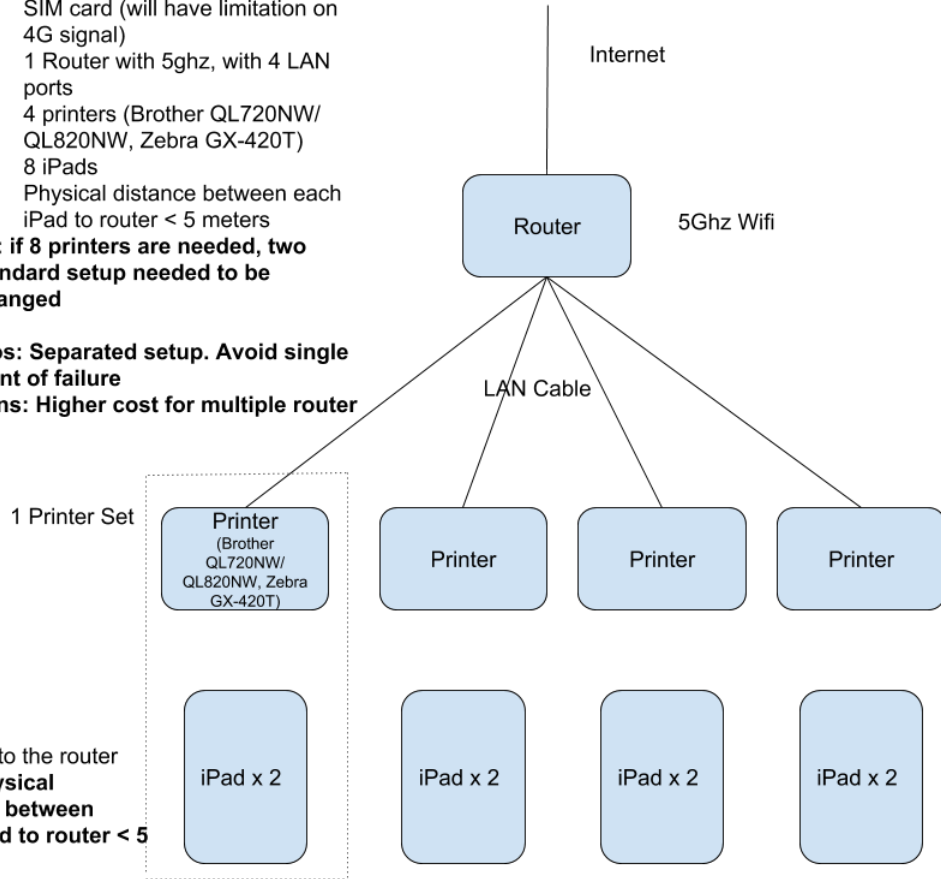 SIM card (will have limitation on
4G signal)
1 Router with 5ghz, with 4 LAN
ports
4 printers (Brother QL720NW/
QL820NW, Zebra GX-420T)
8 iPads
Physical distance between each
iPad to router < 5 meters
: if 8 printers are needed, two
ndard setup needed to be
anged
os: Separated setup. Avoid single
nt of failure
ns: Higher cost for multiple router
Internet
Router
5Ghz Wifi
LAN Cable
1 Printer Set
Printer
(Brother
QL720NW/
QL820NW, Zebra
GX-420T)
Printer
Printer
Printer
to the router
ysical
between
d to router < 5
iPad x 2
iPad x 2
iPad x 2
iPad x 2